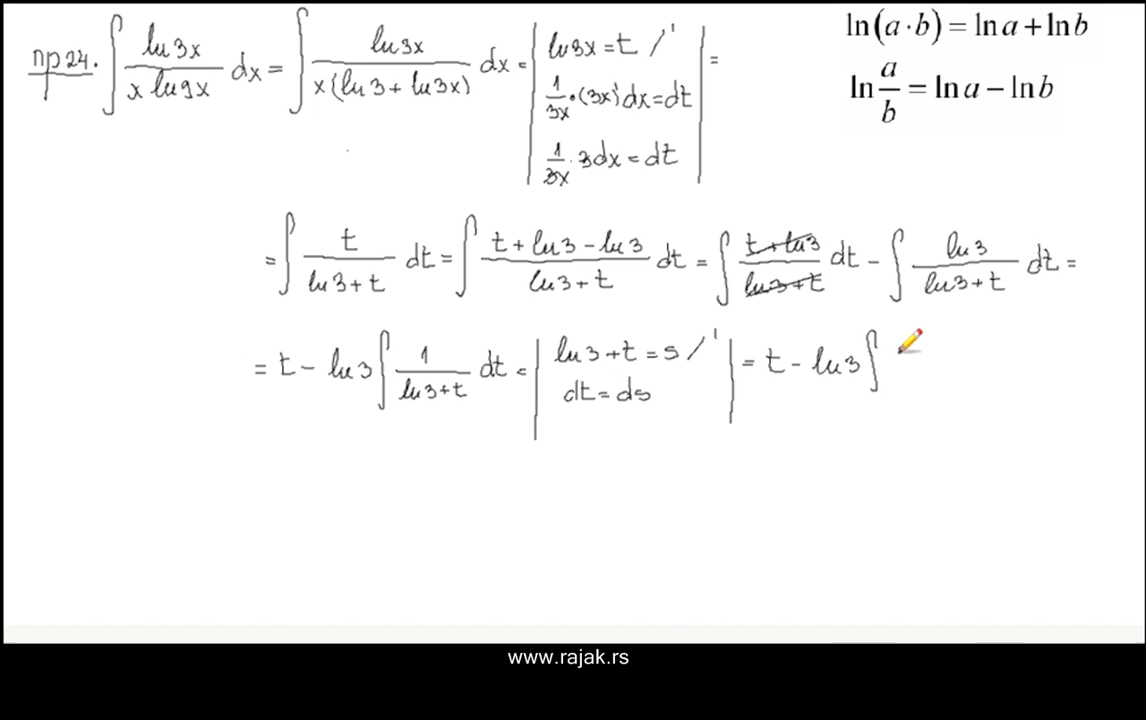 пр 24. ∫ ln3x / (x ln9x) dx = ∫ ln3x / (x(ln3 + ln3x)) dx = | ln3x = t /' ; 1/3x · (3x)' dx = dt ; 1/3x · 3dx = dt | =
ln(a·b) = ln a + ln b
ln a/b = ln a − ln b
= ∫ t / (ln3 + t) dt = ∫ (t + ln3 − ln3) / (ln3 + t) dt = ∫ (t + ln3) / (ln3 + t) dt − ∫ ln3 / (ln3 + t) dt =
= t − ln3 ∫ 1 / (ln3 + t) dt = | ln3 + t = s /' ; dt = ds | = t − ln3 ∫
www.rajak.rs